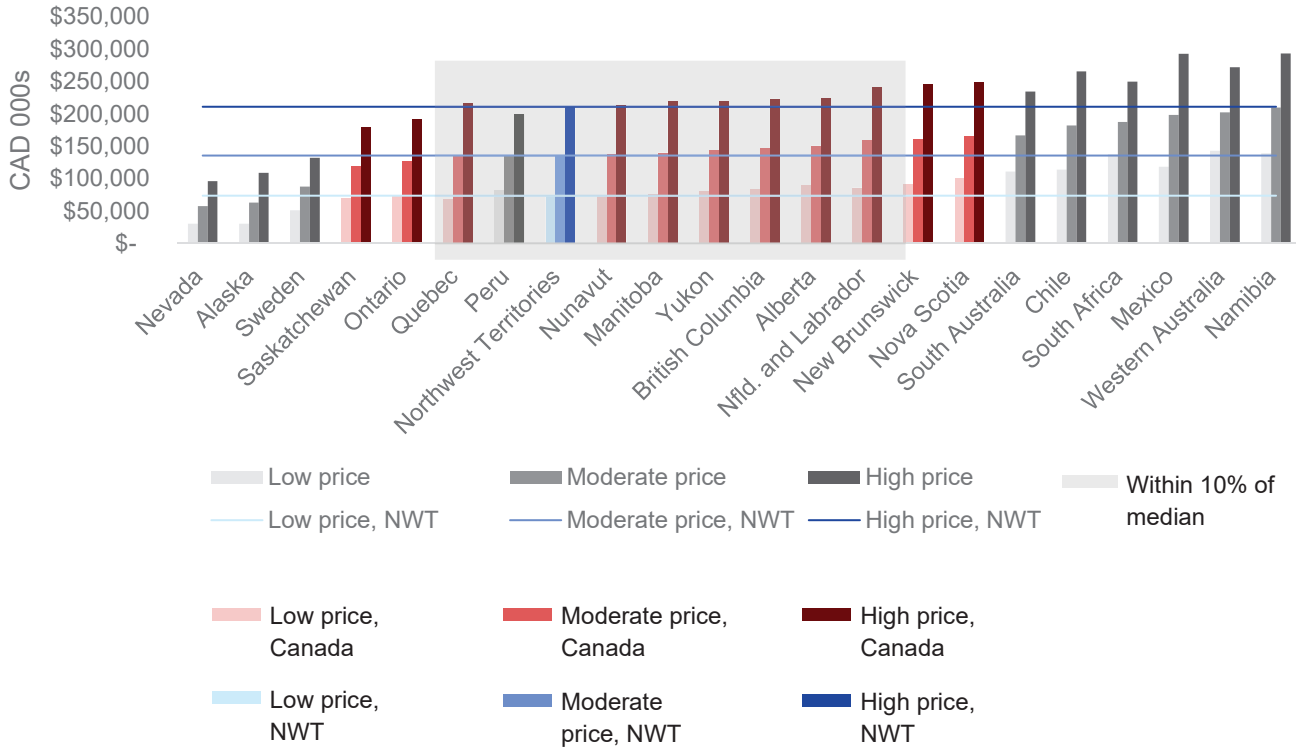 $350,000
$300,000
$250,000
$200,000
$150,000
$100,000
$50,000
$-
CAD 000s
Nevada
Alaska
Sweden
Saskatchewan
Ontario
Quebec
Peru
Northwest Territories
Nunavut
Manitoba
Yukon
British Columbia
Alberta
Nfld. and Labrador
New Brunswick
Nova Scotia
South Australia
Chile
South Africa
Mexico
Western Australia
Namibia
Low price
Moderate price
High price
Within 10% of
median
Low price, NWT
Moderate price, NWT
High price, NWT
Low price,
Canada
Moderate price,
Canada
High price,
Canada
Low price,
NWT
Moderate
price, NWT
High price,
NWT